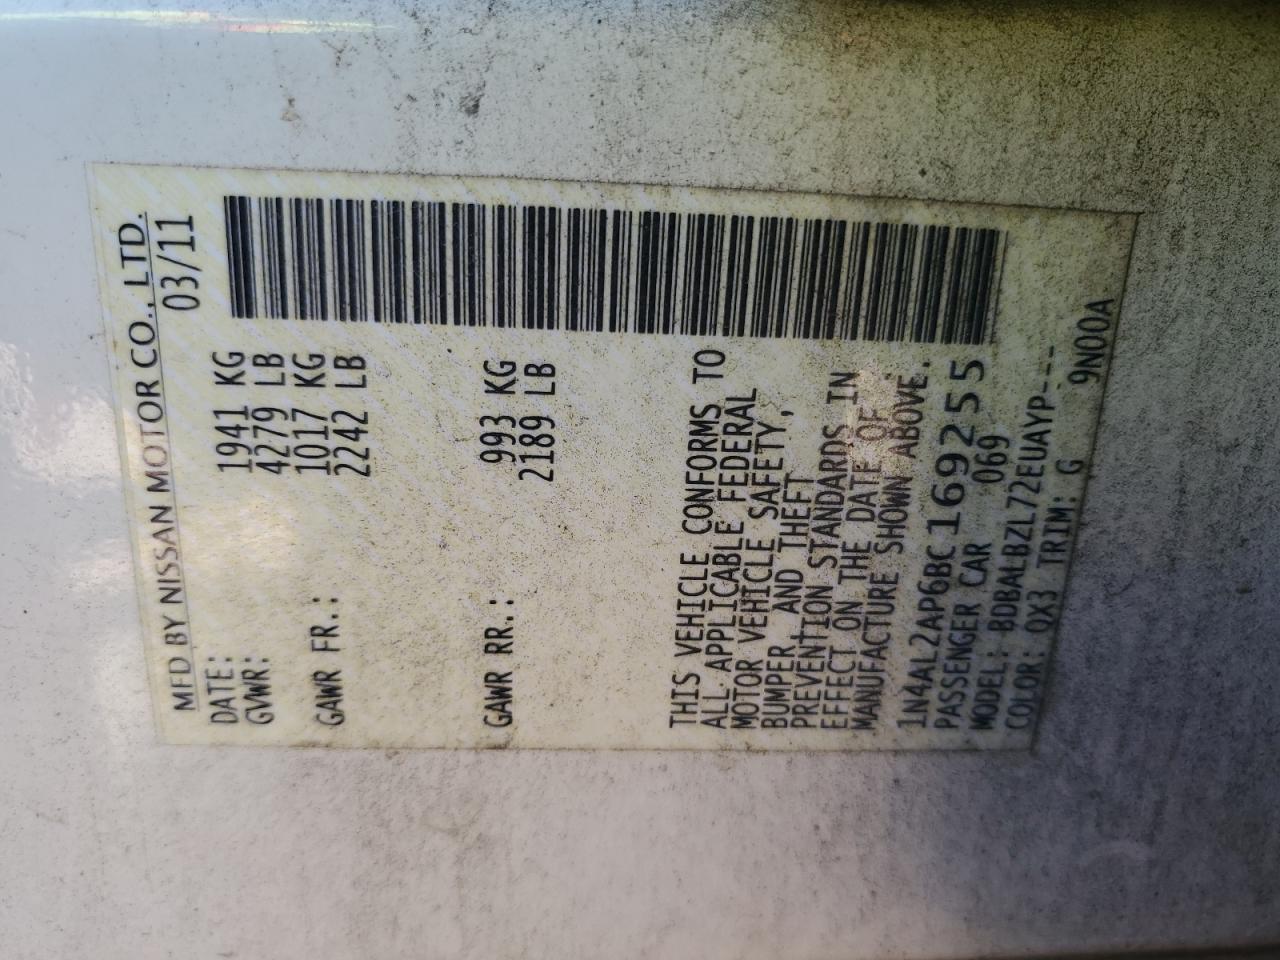 MFD BY NISSAN MOTOR CO., LTD.
DATE: 03/11
GVWR: 1941 KG
4279 LB
GAWR FR.: 1017 KG
2242 LB
GAWR RR.: 993 KG
2189 LB
THIS VEHICLE CONFORMS TO
ALL APPLICABLE FEDERAL
MOTOR VEHICLE SAFETY,
BUMPER, AND THEFT
PREVENTION STANDARDS IN
EFFECT ON THE DATE OF
MANUFACTURE SHOWN ABOVE.
1N4AL2AP6BC169255
PASSENGER CAR 069
MODEL: BDBALBZL72EUAYP---
COLOR: QX3 TRIM: G 9N00A